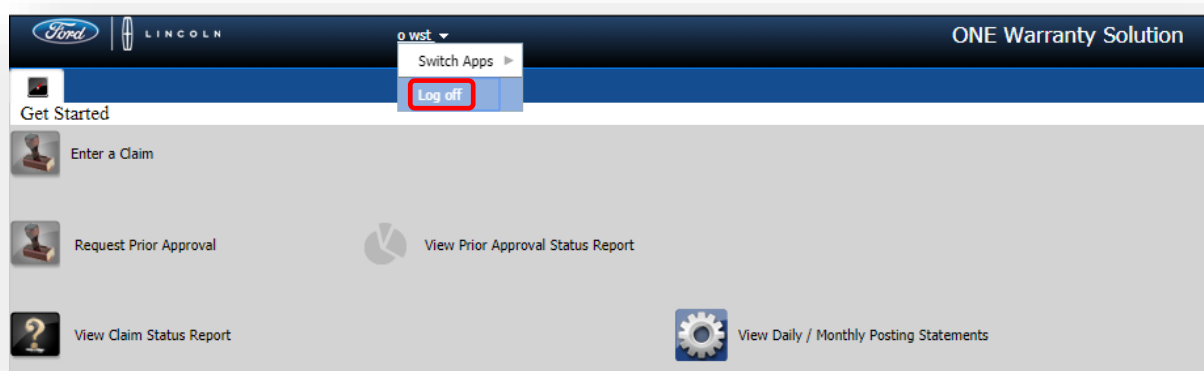 Ford LINCOLN o wst ONE Warranty Solution
Switch Apps
Log off
Get Started
Enter a Claim
Request Prior Approval View Prior Approval Status Report
View Claim Status Report View Daily / Monthly Posting Statements